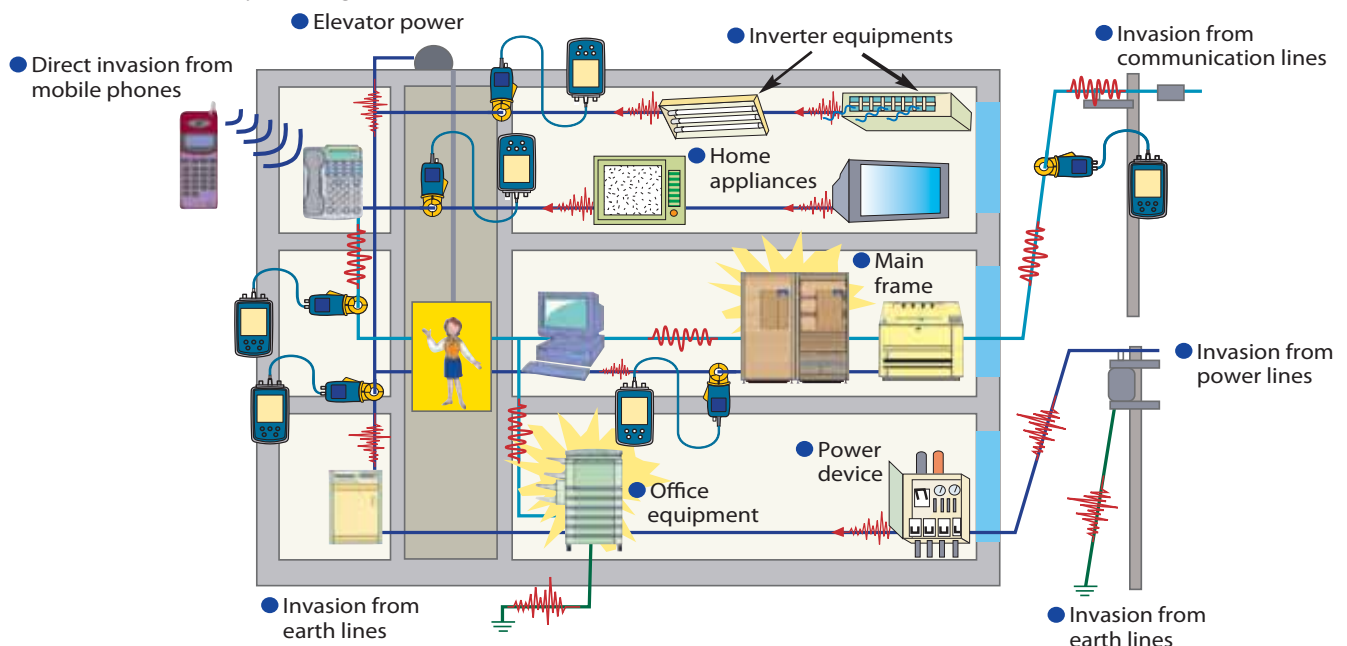 Elevator power
Inverter equipments
Invasion from
communication lines
Direct invasion from
mobile phones
Home
appliances
Main
frame
Invasion from
power lines
Power
device
Office
equipment
Invasion from
earth lines
Invasion from
earth lines